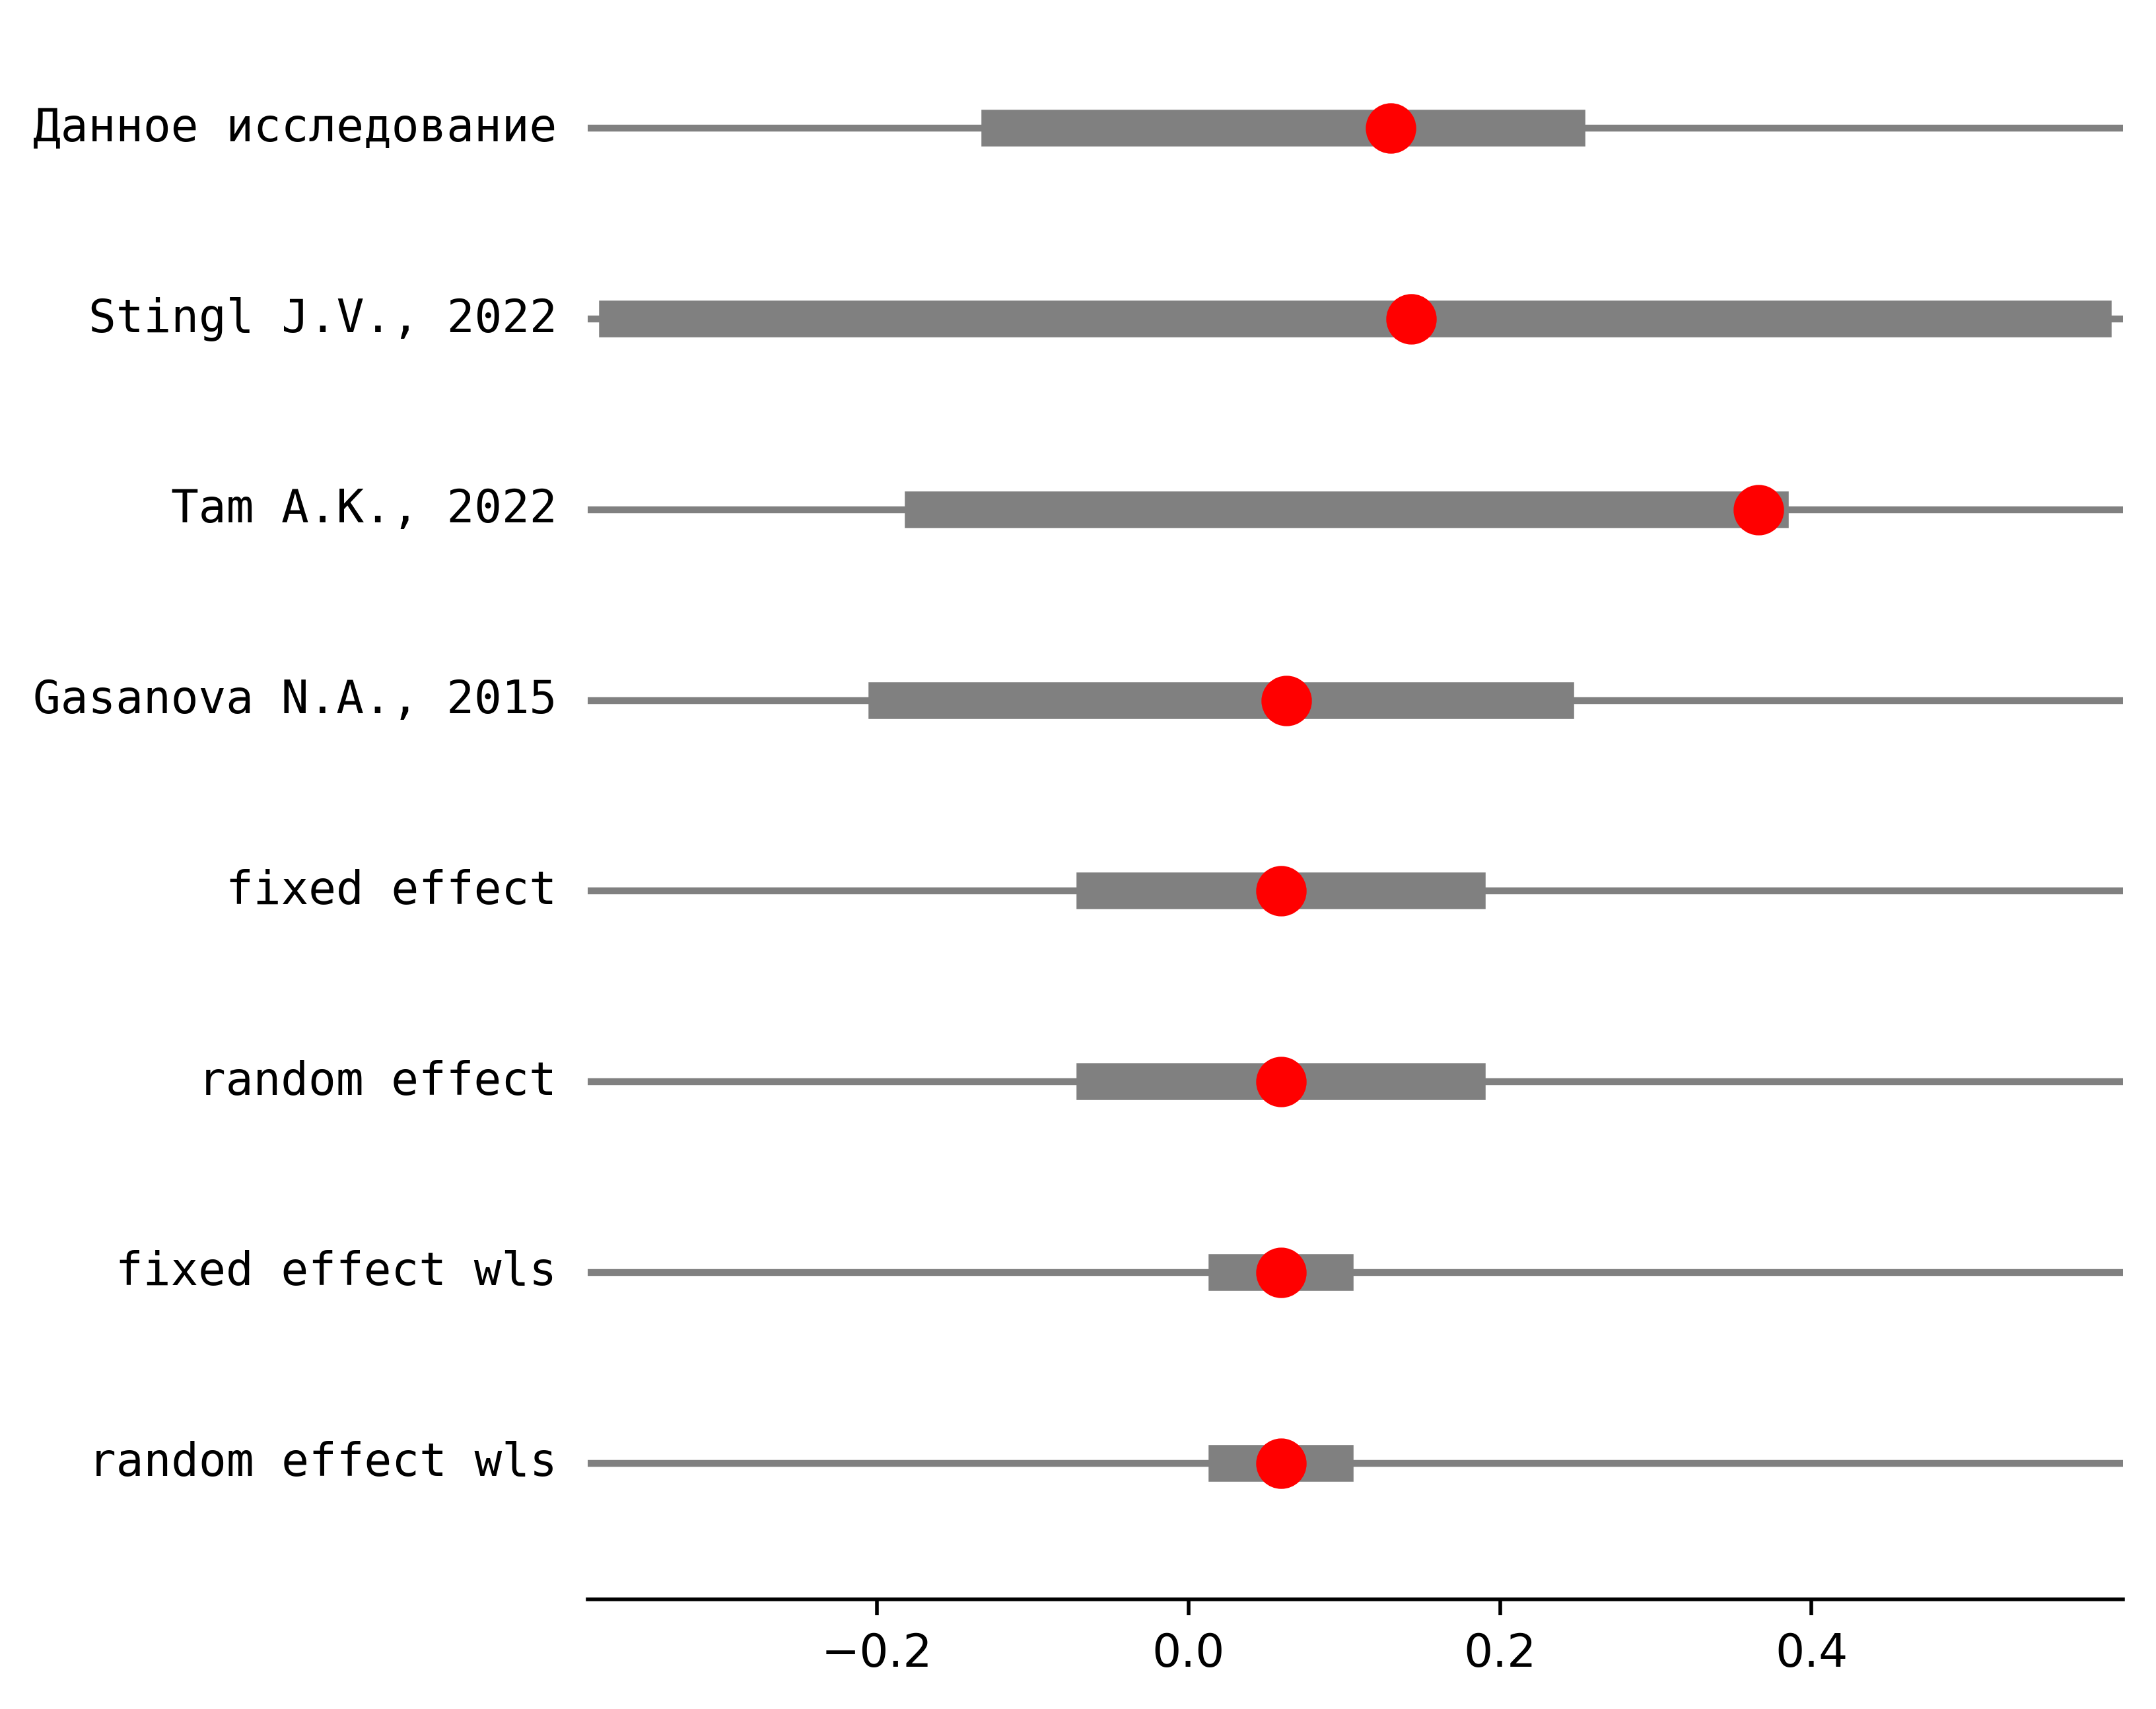 Данное исследование
Stingl J.V., 2022
Tam A.K., 2022
Gasanova N.A., 2015
fixed effect
random effect
fixed effect wls
random effect wls
−0.2 0.0 0.2 0.4